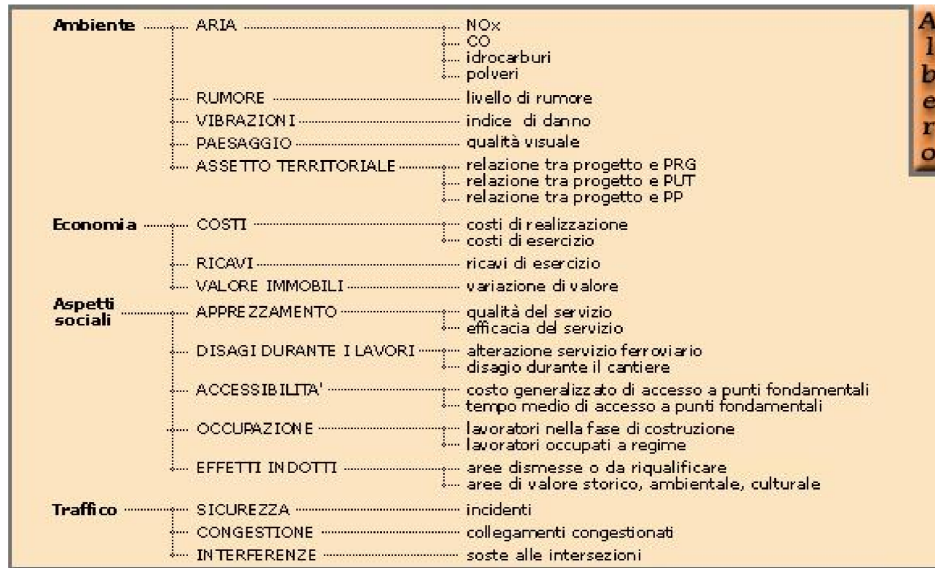 Ambiente ARIA NOx
CO
idrocarburi
polveri
RUMORE livello di rumore
VIBRAZIONI indice di danno
PAESAGGIO qualità visuale
ASSETTO TERRITORIALE relazione tra progetto e PRG
relazione tra progetto e PUT
relazione tra progetto e PP
Economia COSTI costi di realizzazione
costi di esercizio
RICAVI ricavi di esercizio
VALORE IMMOBILI variazione di valore
Aspetti
sociali APPREZZAMENTO qualità del servizio
efficacia del servizio
DISAGI DURANTE I LAVORI alterazione servizio ferroviario
disagio durante il cantiere
ACCESSIBILITA' costo generalizzato di accesso a punti fondamentali
tempo medio di accesso a punti fondamentali
OCCUPAZIONE lavoratori nella fase di costruzione
lavoratori occupati a regime
EFFETTI INDOTTI aree dismesse o da riqualificare
aree di valore storico, ambientale, culturale
Traffico SICUREZZA incidenti
CONGESTIONE collegamenti congestionati
INTERFERENZE soste alle intersezioni
Albero